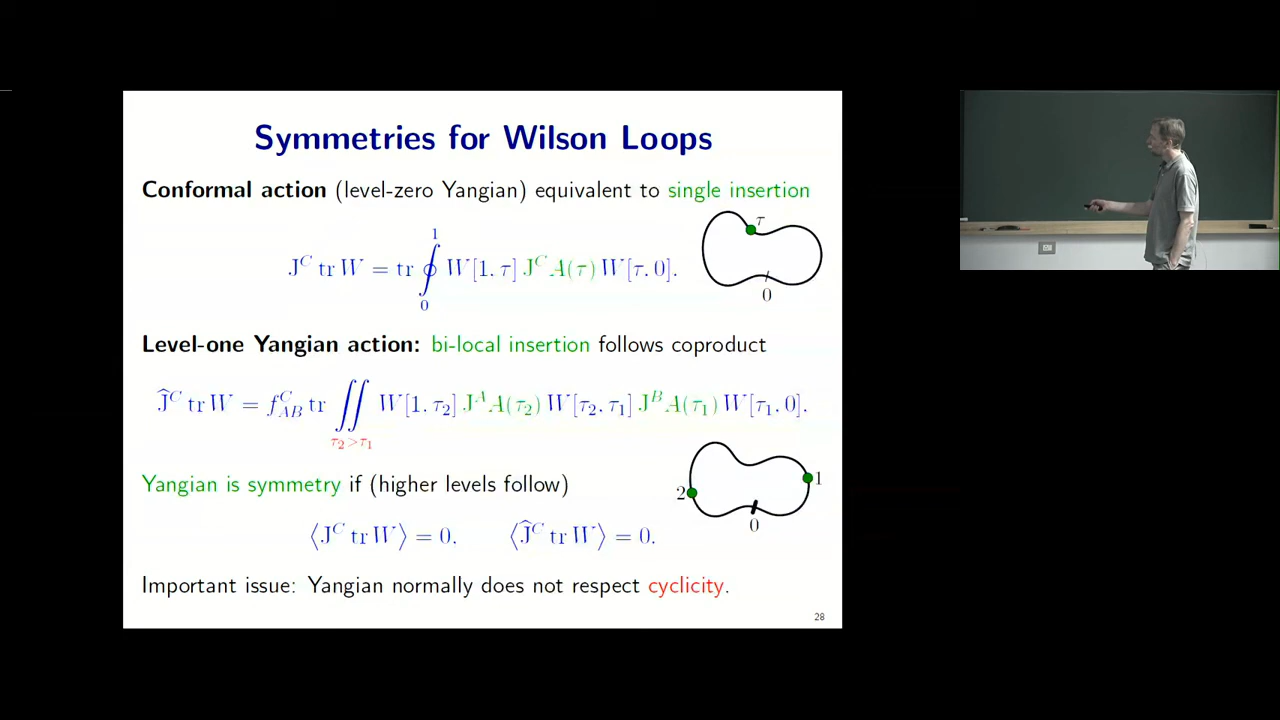 Symmetries for Wilson Loops
Conformal action (level-zero Yangian) equivalent to single insertion
τ
J^C tr W = tr ∮_0^1 W[1, τ] J^C A(τ) W[τ, 0].
0
Level-one Yangian action: bi-local insertion follows coproduct
Ĵ^C tr W = f^C_{AB} tr ∬_{τ₂>τ₁} W[1, τ₂] J^A A(τ₂) W[τ₂, τ₁] J^B A(τ₁) W[τ₁, 0].
Yangian is symmetry if (higher levels follow)
2 1
0
⟨J^C tr W⟩ = 0, ⟨Ĵ^C tr W⟩ = 0.
Important issue: Yangian normally does not respect cyclicity.
28